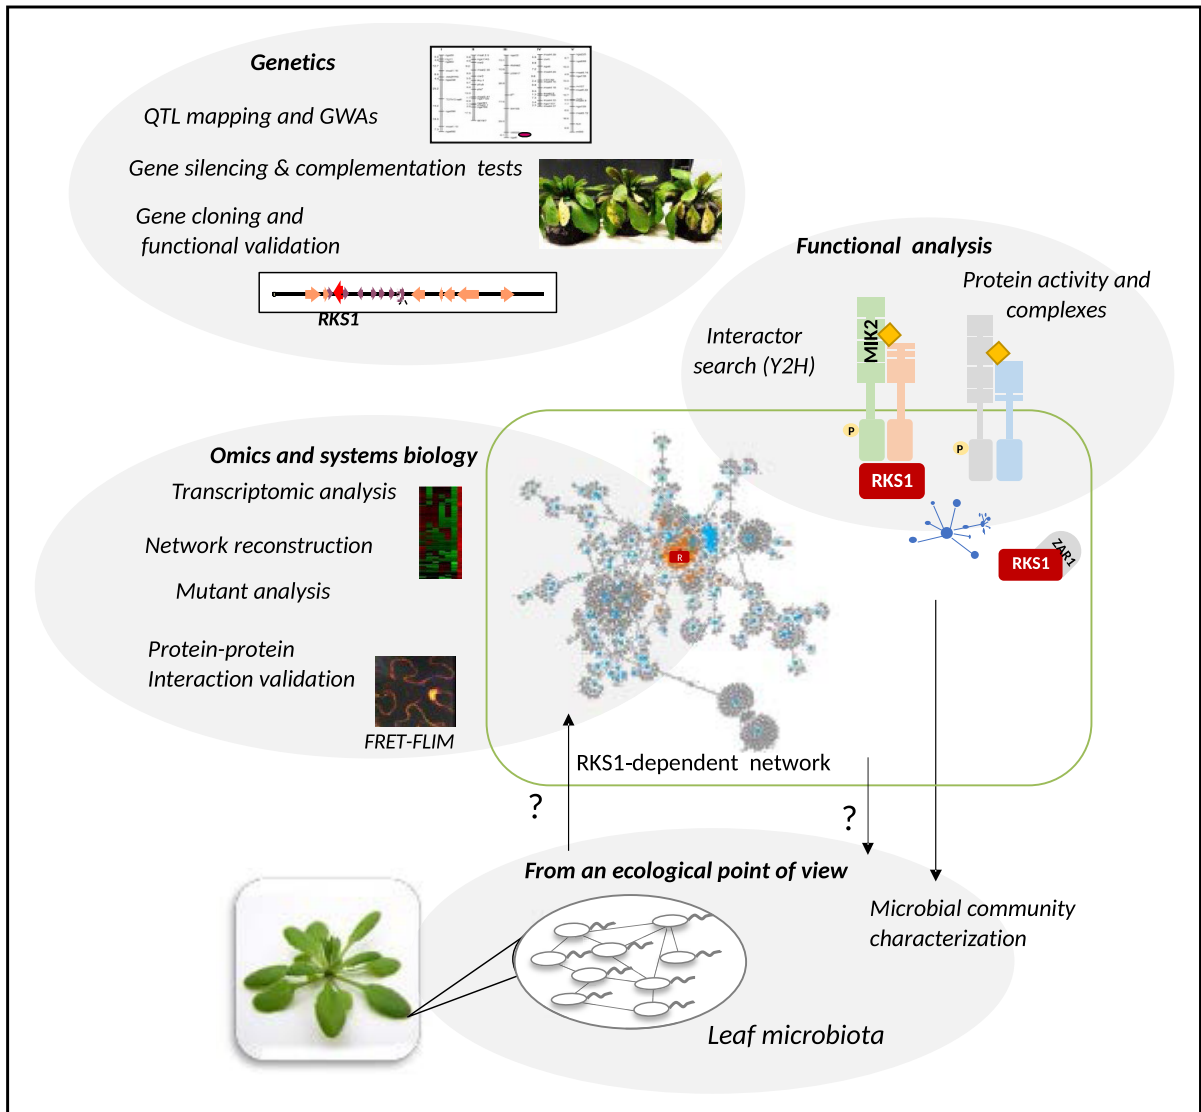 Genetics
QTL mapping and GWAs
Gene silencing & complementation tests
Gene cloning and
functional validation
RKS1
Functional analysis
Protein activity and
complexes
Interactor
search (Y2H)
MIK2
P
P
RKS1
ZAR1
RKS1
Omics and systems biology
Transcriptomic analysis
Network reconstruction
Mutant analysis
Protein-protein
Interaction validation
FRET-FLIM
R
RKS1-dependent network
?
?
From an ecological point of view
Microbial community
characterization
Leaf microbiota